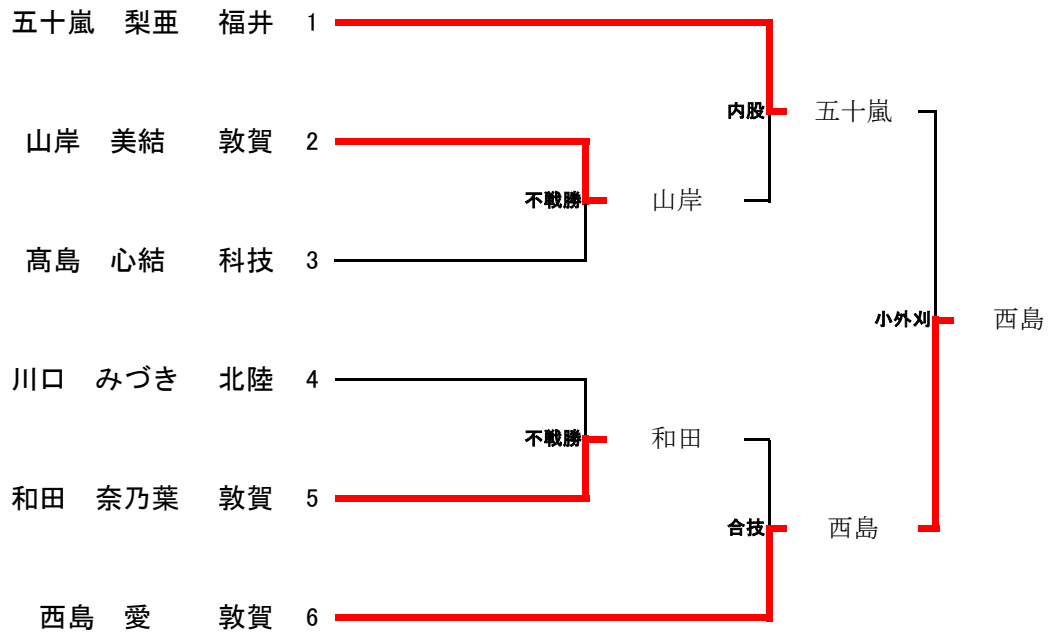 五十嵐 梨亜 福井 1
内股 五十嵐
山岸 美結 敦賀 2
不戦勝 山岸
髙島 心結 科技 3
小外刈 西島
川口 みづき 北陸 4
不戦勝 和田
和田 奈乃葉 敦賀 5
合技 西島
西島 愛 敦賀 6